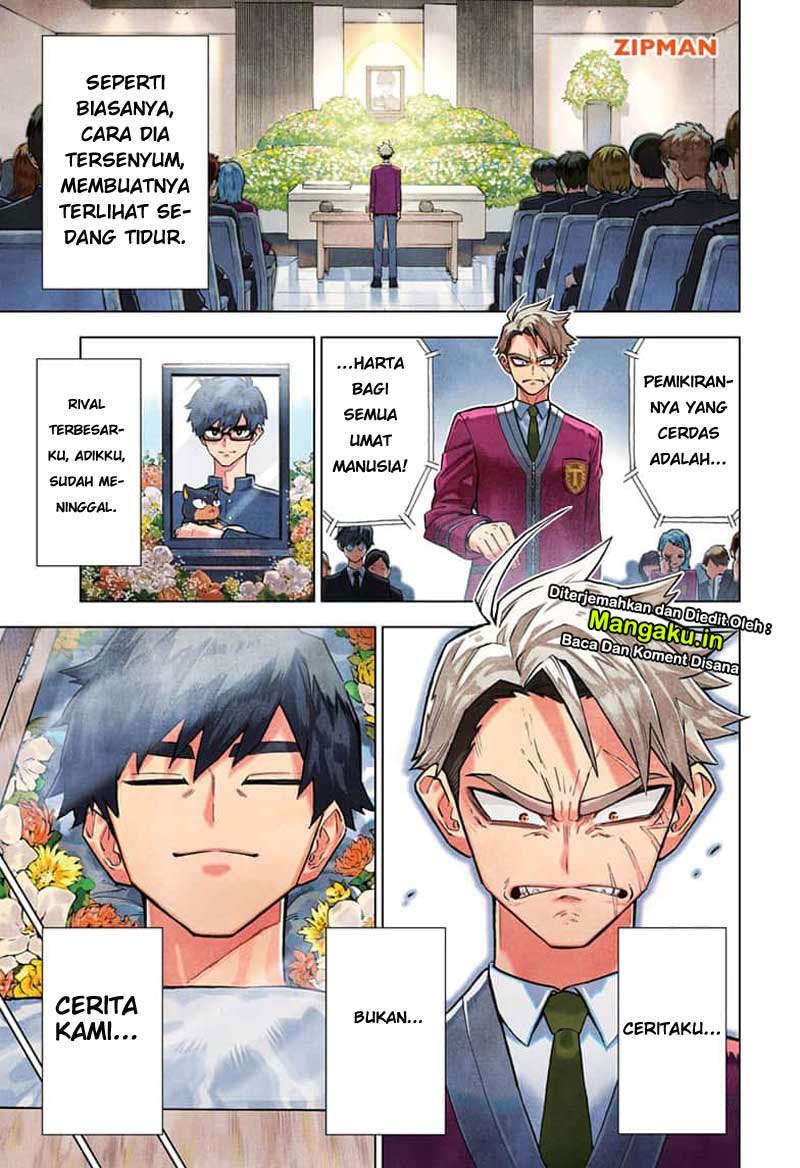 ZIPMAN
SEPERTI
BIASANYA,
CARA DIA
TERSENYUM,
MEMBUATNYA
TERLIHAT SE-
DANG TIDUR.
PEMIKIRAN-
NYA YANG
CERDAS
ADALAH...
...HARTA
BAGI
SEMUA
UMAT
MANUSIA!
RIVAL
TERBESAR-
KU, ADIKKU,
SUDAH ME-
NINGGAL.
Diterjemahkan dan Diedit Oleh :
Mangaku.in
Baca Dan Koment Disana
T
CERITAKU...
BUKAN...
CERITA
KAMI...